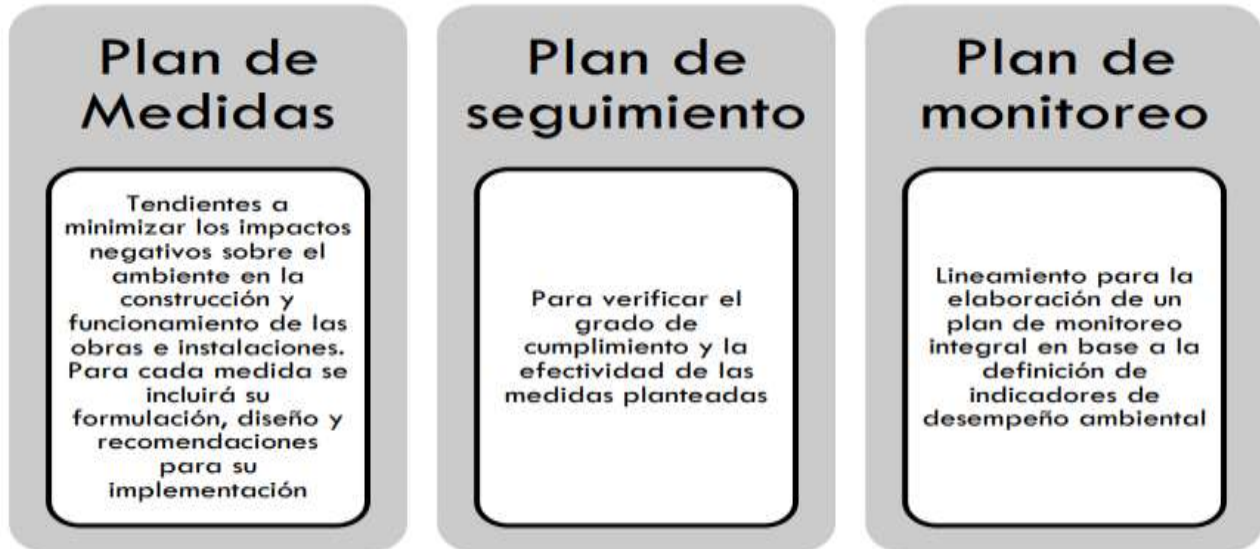 Plan de
Medidas
Tendientes a
minimizar los impactos
negativos sobre el
ambiente en la
construcción y
funcionamiento de las
obras e instalaciones.
Para cada medida se
incluirá su
formulación, diseño y
recomendaciones
para su
implementación
Plan de
seguimiento
Para verificar el
grado de
cumplimiento y la
efectividad de las
medidas planteadas
Plan de
monitoreo
Lineamiento para la
elaboración de un
plan de monitoreo
integral en base a la
definición de
indicadores de
desempeño ambiental